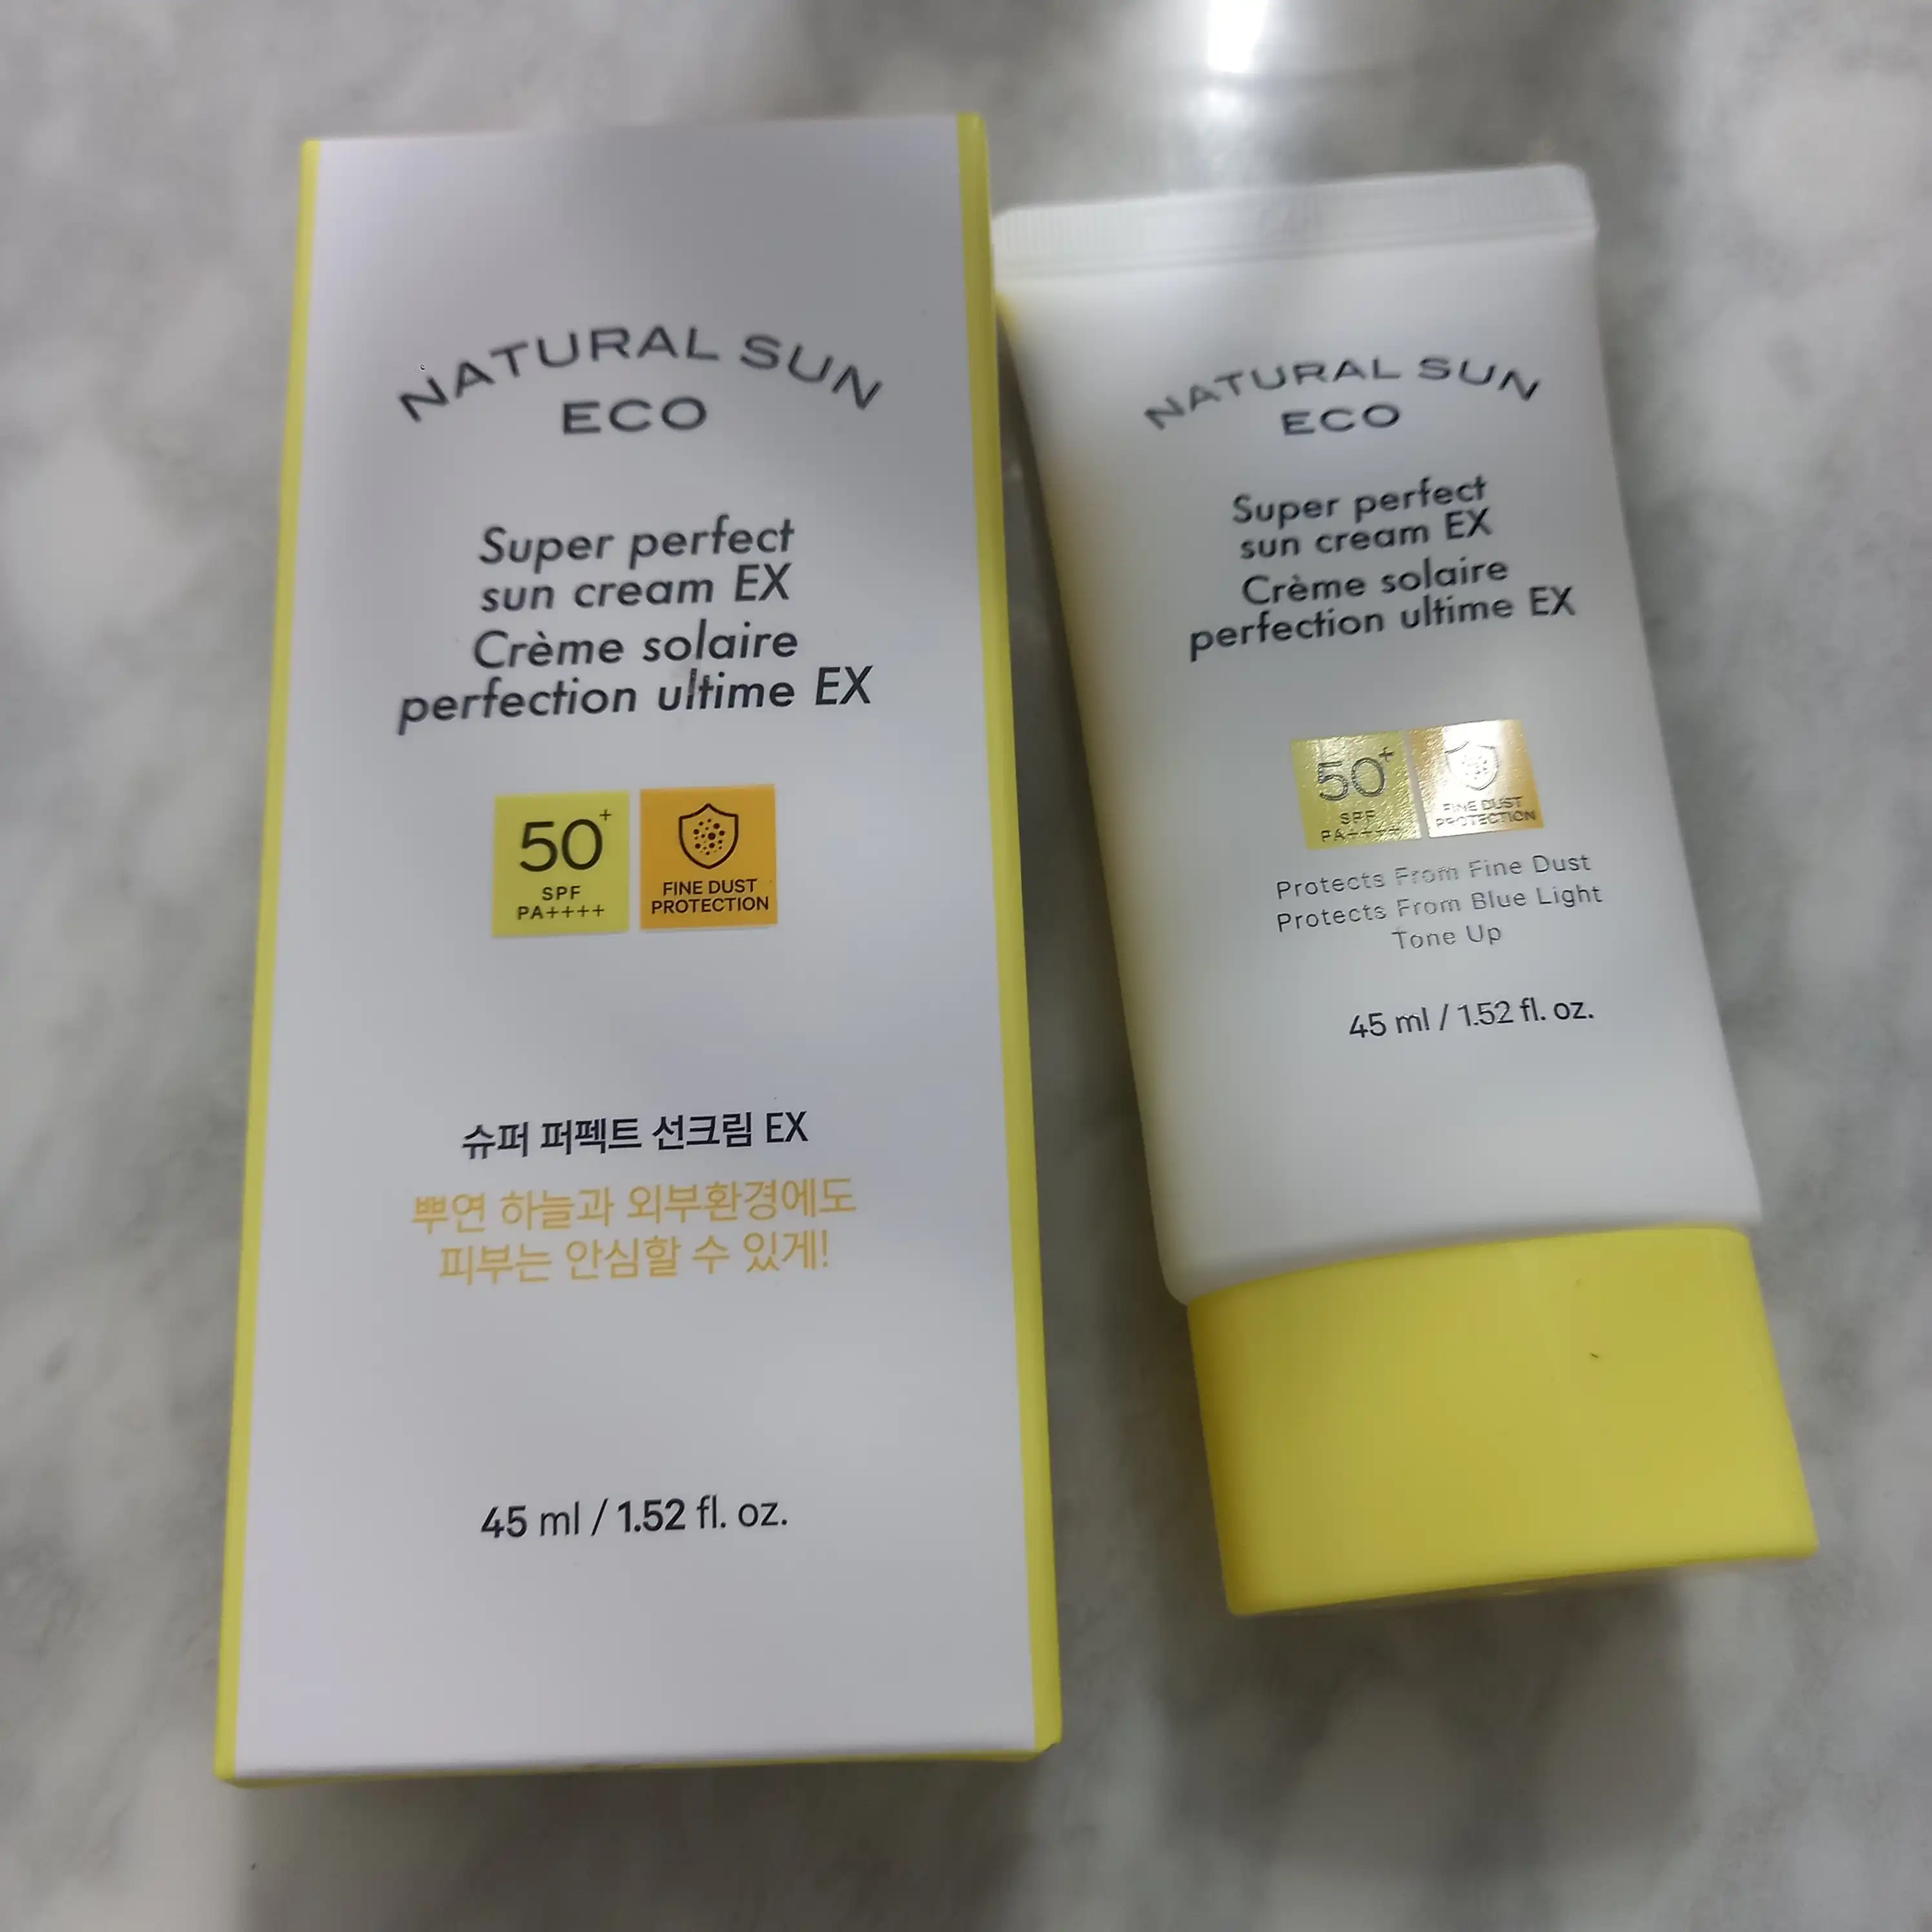 NATURAL SUN
ECO
Super perfect
sun cream EX
Crème solaire
perfection ultime EX
50+
SPF
PA++++
FINE DUST
PROTECTION
슈퍼 퍼펙트 선크림 EX
뿌연 하늘과 외부환경에도
피부는 안심할 수 있게!
45 ml / 1.52 fl. oz.
NATURAL SUN
ECO
Super perfect
sun cream EX
Crème solaire
perfection ultime EX
50+
SPF
PA++++
FINE DUST
PROTECTION
Protects From Fine Dust
Protects From Blue Light
Tone Up
45 ml / 1.52 fl. oz.